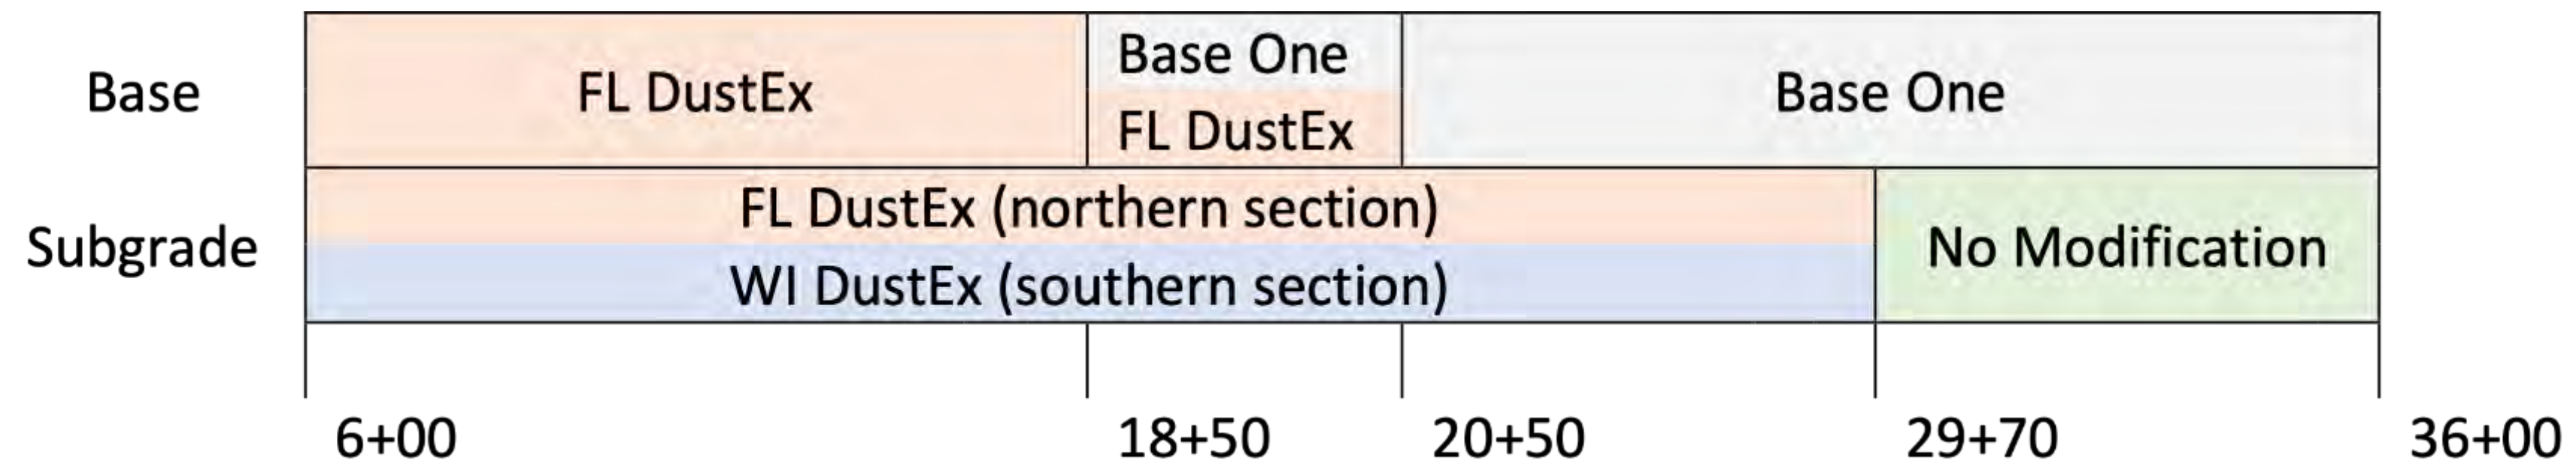 Base
FL DustEx
Base One
FL DustEx
Base One
Subgrade
FL DustEx (northern section)
WI DustEx (southern section)
No Modification
6+00
18+50
20+50
29+70
36+00